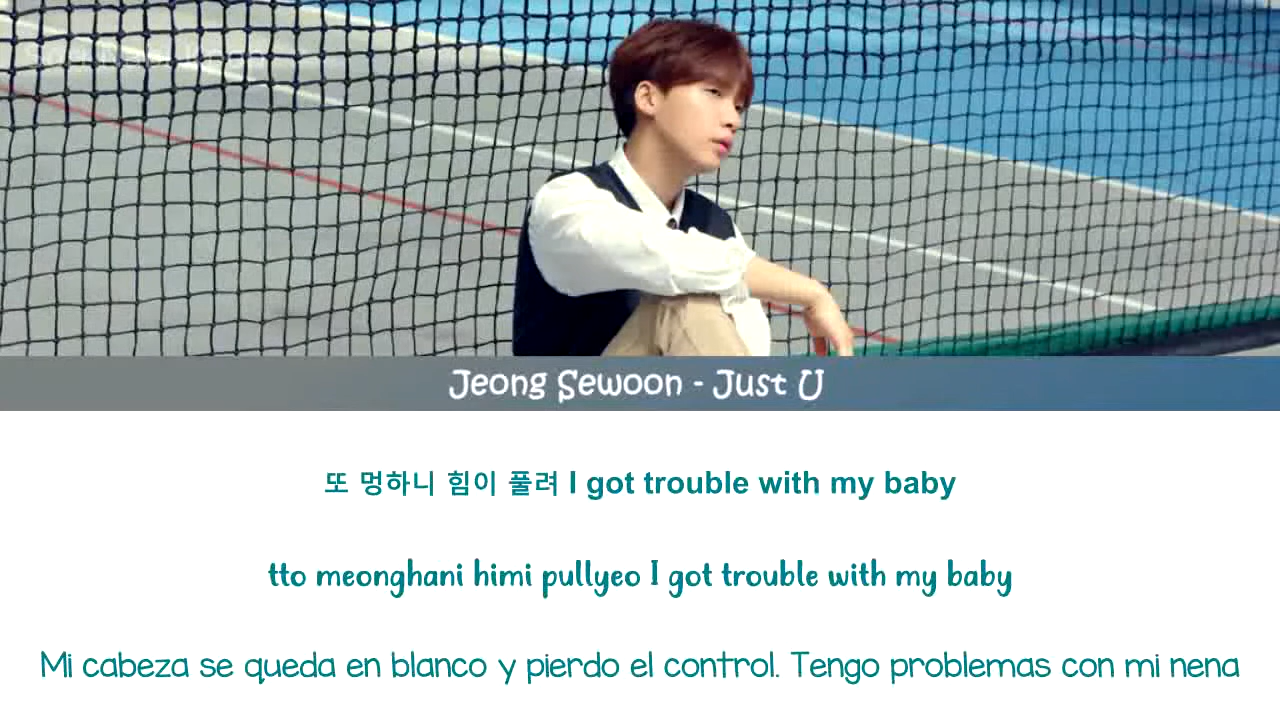 Jeong Sewoon - Just U
또 멍하니 힘이 풀려 I got trouble with my baby
tto meonghani himi pullyeo I got trouble with my baby
Mi cabeza se queda en blanco y pierdo el control. Tengo problemas con mi nena